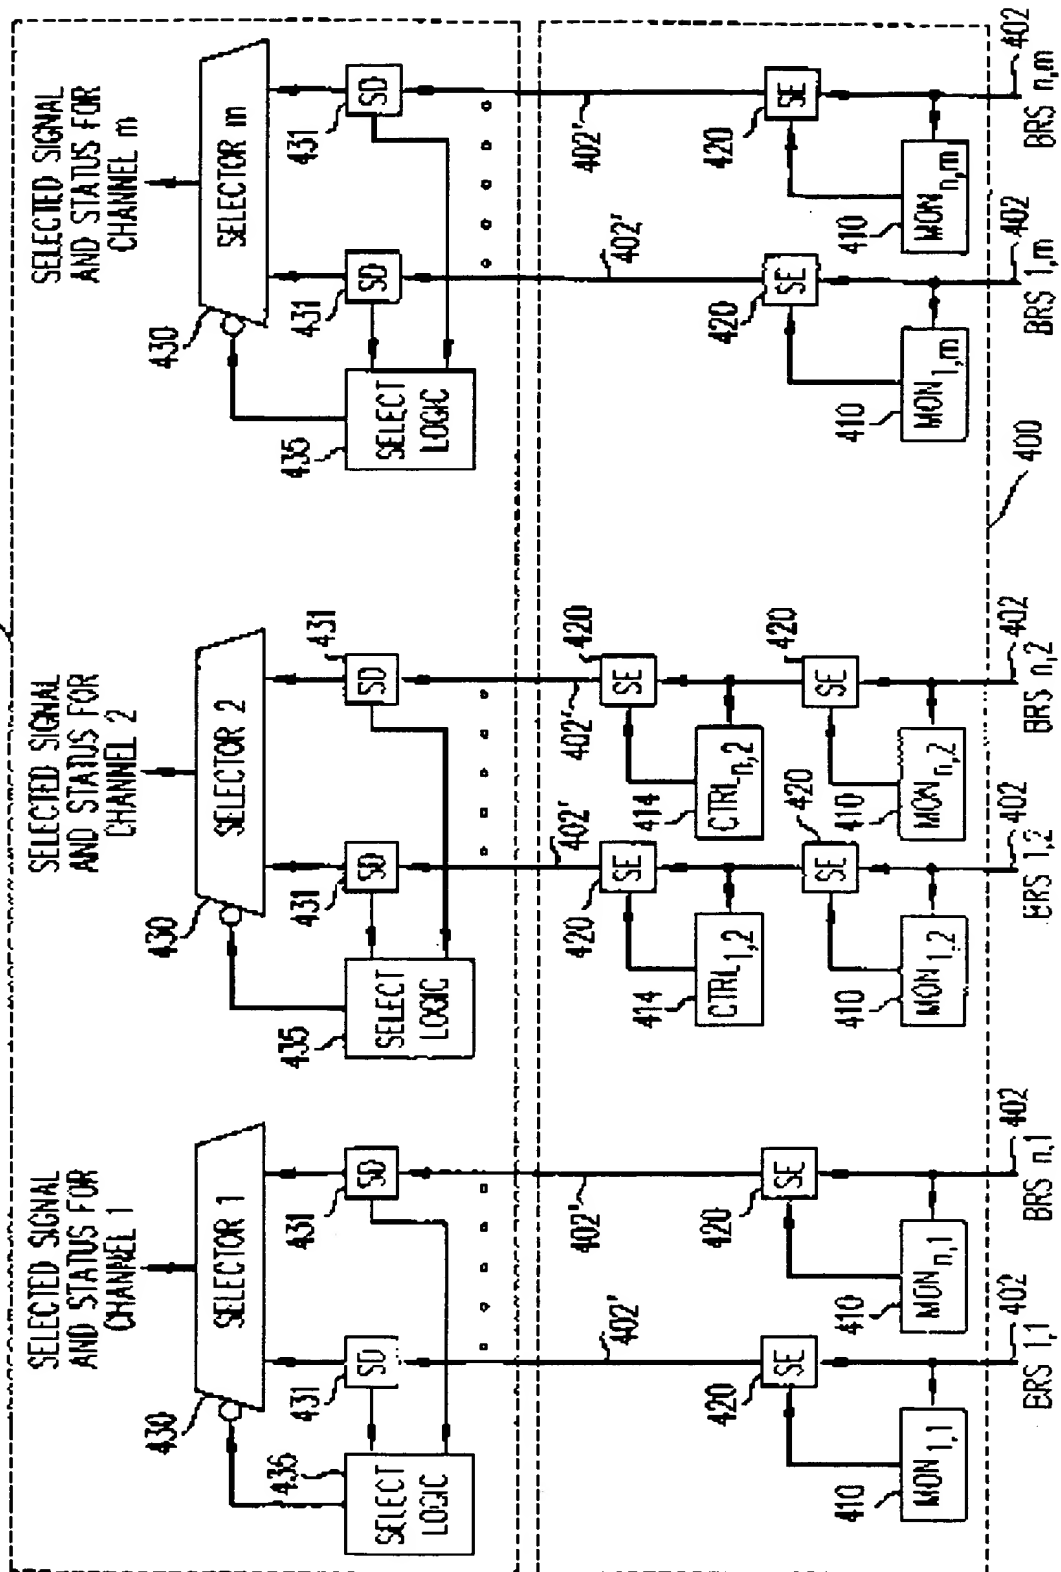 SELECTED SIGNAL
AND STATUS FOR
CHANNEL 1
SELECTED SIGNAL
AND STATUS FOR
CHANNEL 2
SELECTED SIGNAL
AND STATUS FOR
CHANNEL m
430
SELECTOR 1
430
SELECTOR 2
430
SELECTOR m
436
SELECT
LOGIC
431
SD
431
SD
435
SELECT
LOGIC
431
SD
431
SD
435
SELECT
LOGIC
431
SD
431
SD
402'
402'
402'
402'
402'
402'
420
SE
420
SE
414
CTRL1,2
420
SE
414
CTRLn,2
420
SE
420
SE
420
SE
420
SE
420
SE
410
MON1,1
410
MONn,1
410
MON1,2
410
MONn,2
410
MON1,m
410
MONn,m
400
402
BRS 1,1
402
BRS n,1
402
BRS 1,2
402
BRS n,2
402
BRS 1,m
402
BRS n,m